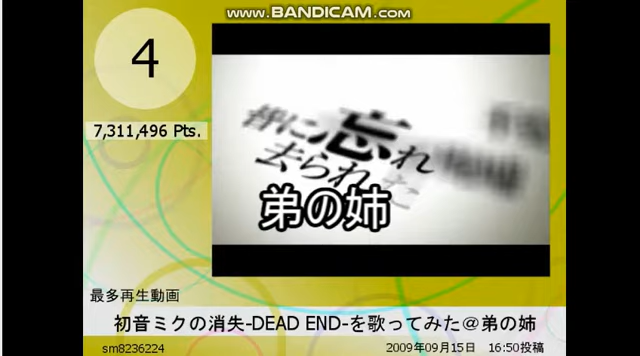 www.BANDICAM.com
4
7,311,496 Pts.
皆に忘れ
去られた
弟の姉
最多再生動画
初音ミクの消失-DEAD END-を歌ってみた@弟の姉
sm8236224
2009年09月15日 16:50投稿